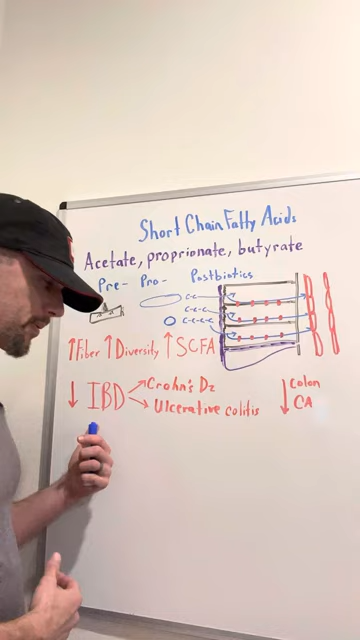 Short Chain Fatty Acids
Acetate, proprionate, butyrate
Pre- Pro- Postbiotics
c-c-
c-c-c-
c-c-c-c-
↑Fiber ↑Diversity ↑SCFA
↓ IBD → Crohn's Dz
→ Ulcerative colitis
↓ Colon
CA